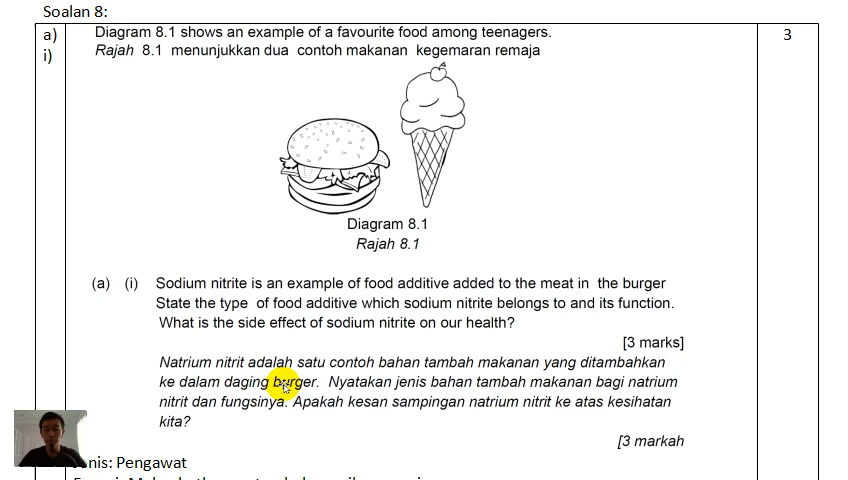 Soalan 8:
a) Diagram 8.1 shows an example of a favourite food among teenagers. 3
i) Rajah 8.1 menunjukkan dua contoh makanan kegemaran remaja
Diagram 8.1
Rajah 8.1
(a) (i) Sodium nitrite is an example of food additive added to the meat in the burger
State the type of food additive which sodium nitrite belongs to and its function.
What is the side effect of sodium nitrite on our health?
[3 marks]
Natrium nitrit adalah satu contoh bahan tambah makanan yang ditambahkan
ke dalam daging burger. Nyatakan jenis bahan tambah makanan bagi natrium
nitrit dan fungsinya. Apakah kesan sampingan natrium nitrit ke atas kesihatan
kita?
[3 markah
nis: Pengawat